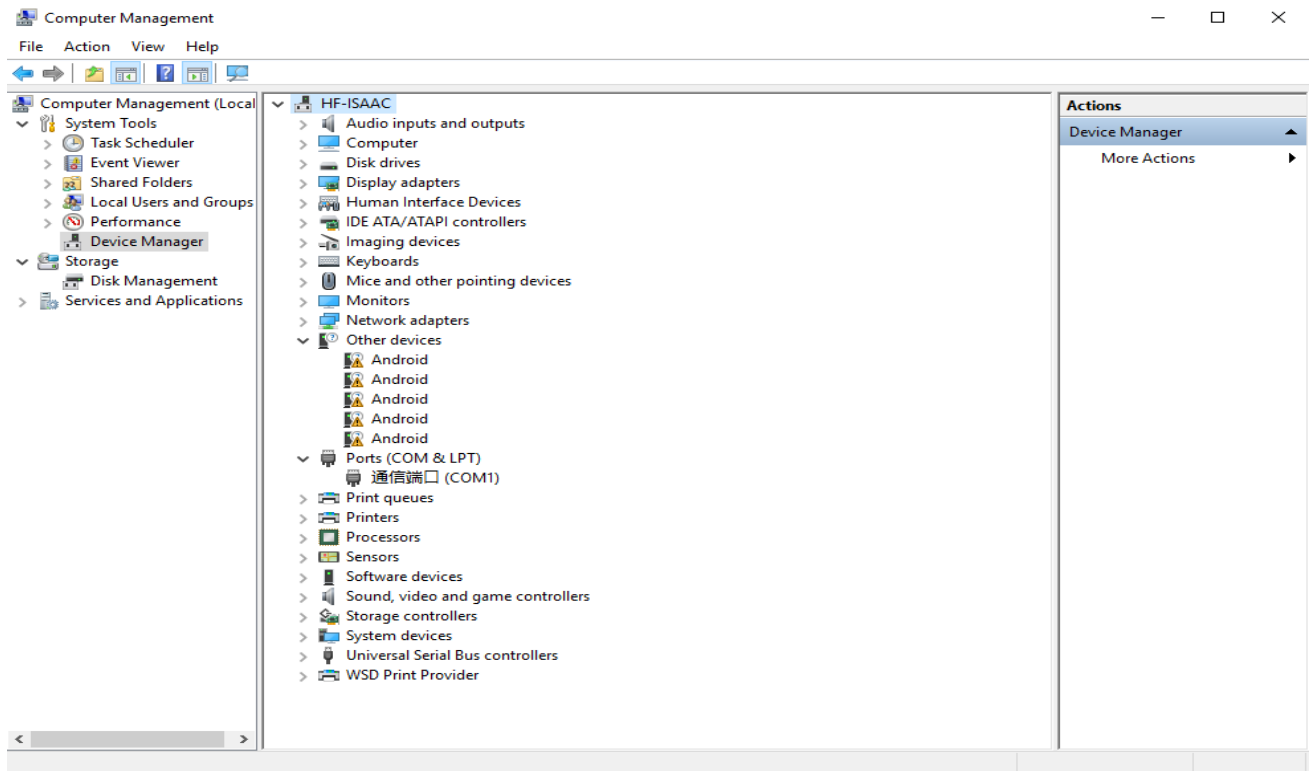 Computer Management
File Action View Help
Computer Management (Local
System Tools
Task Scheduler
Event Viewer
Shared Folders
Local Users and Groups
Performance
Device Manager
Storage
Disk Management
Services and Applications
HF-ISAAC
Audio inputs and outputs
Computer
Disk drives
Display adapters
Human Interface Devices
IDE ATA/ATAPI controllers
Imaging devices
Keyboards
Mice and other pointing devices
Monitors
Network adapters
Other devices
Android
Android
Android
Android
Android
Ports (COM & LPT)
通信端口 (COM1)
Print queues
Printers
Processors
Sensors
Software devices
Sound, video and game controllers
Storage controllers
System devices
Universal Serial Bus controllers
WSD Print Provider
Actions
Device Manager
More Actions